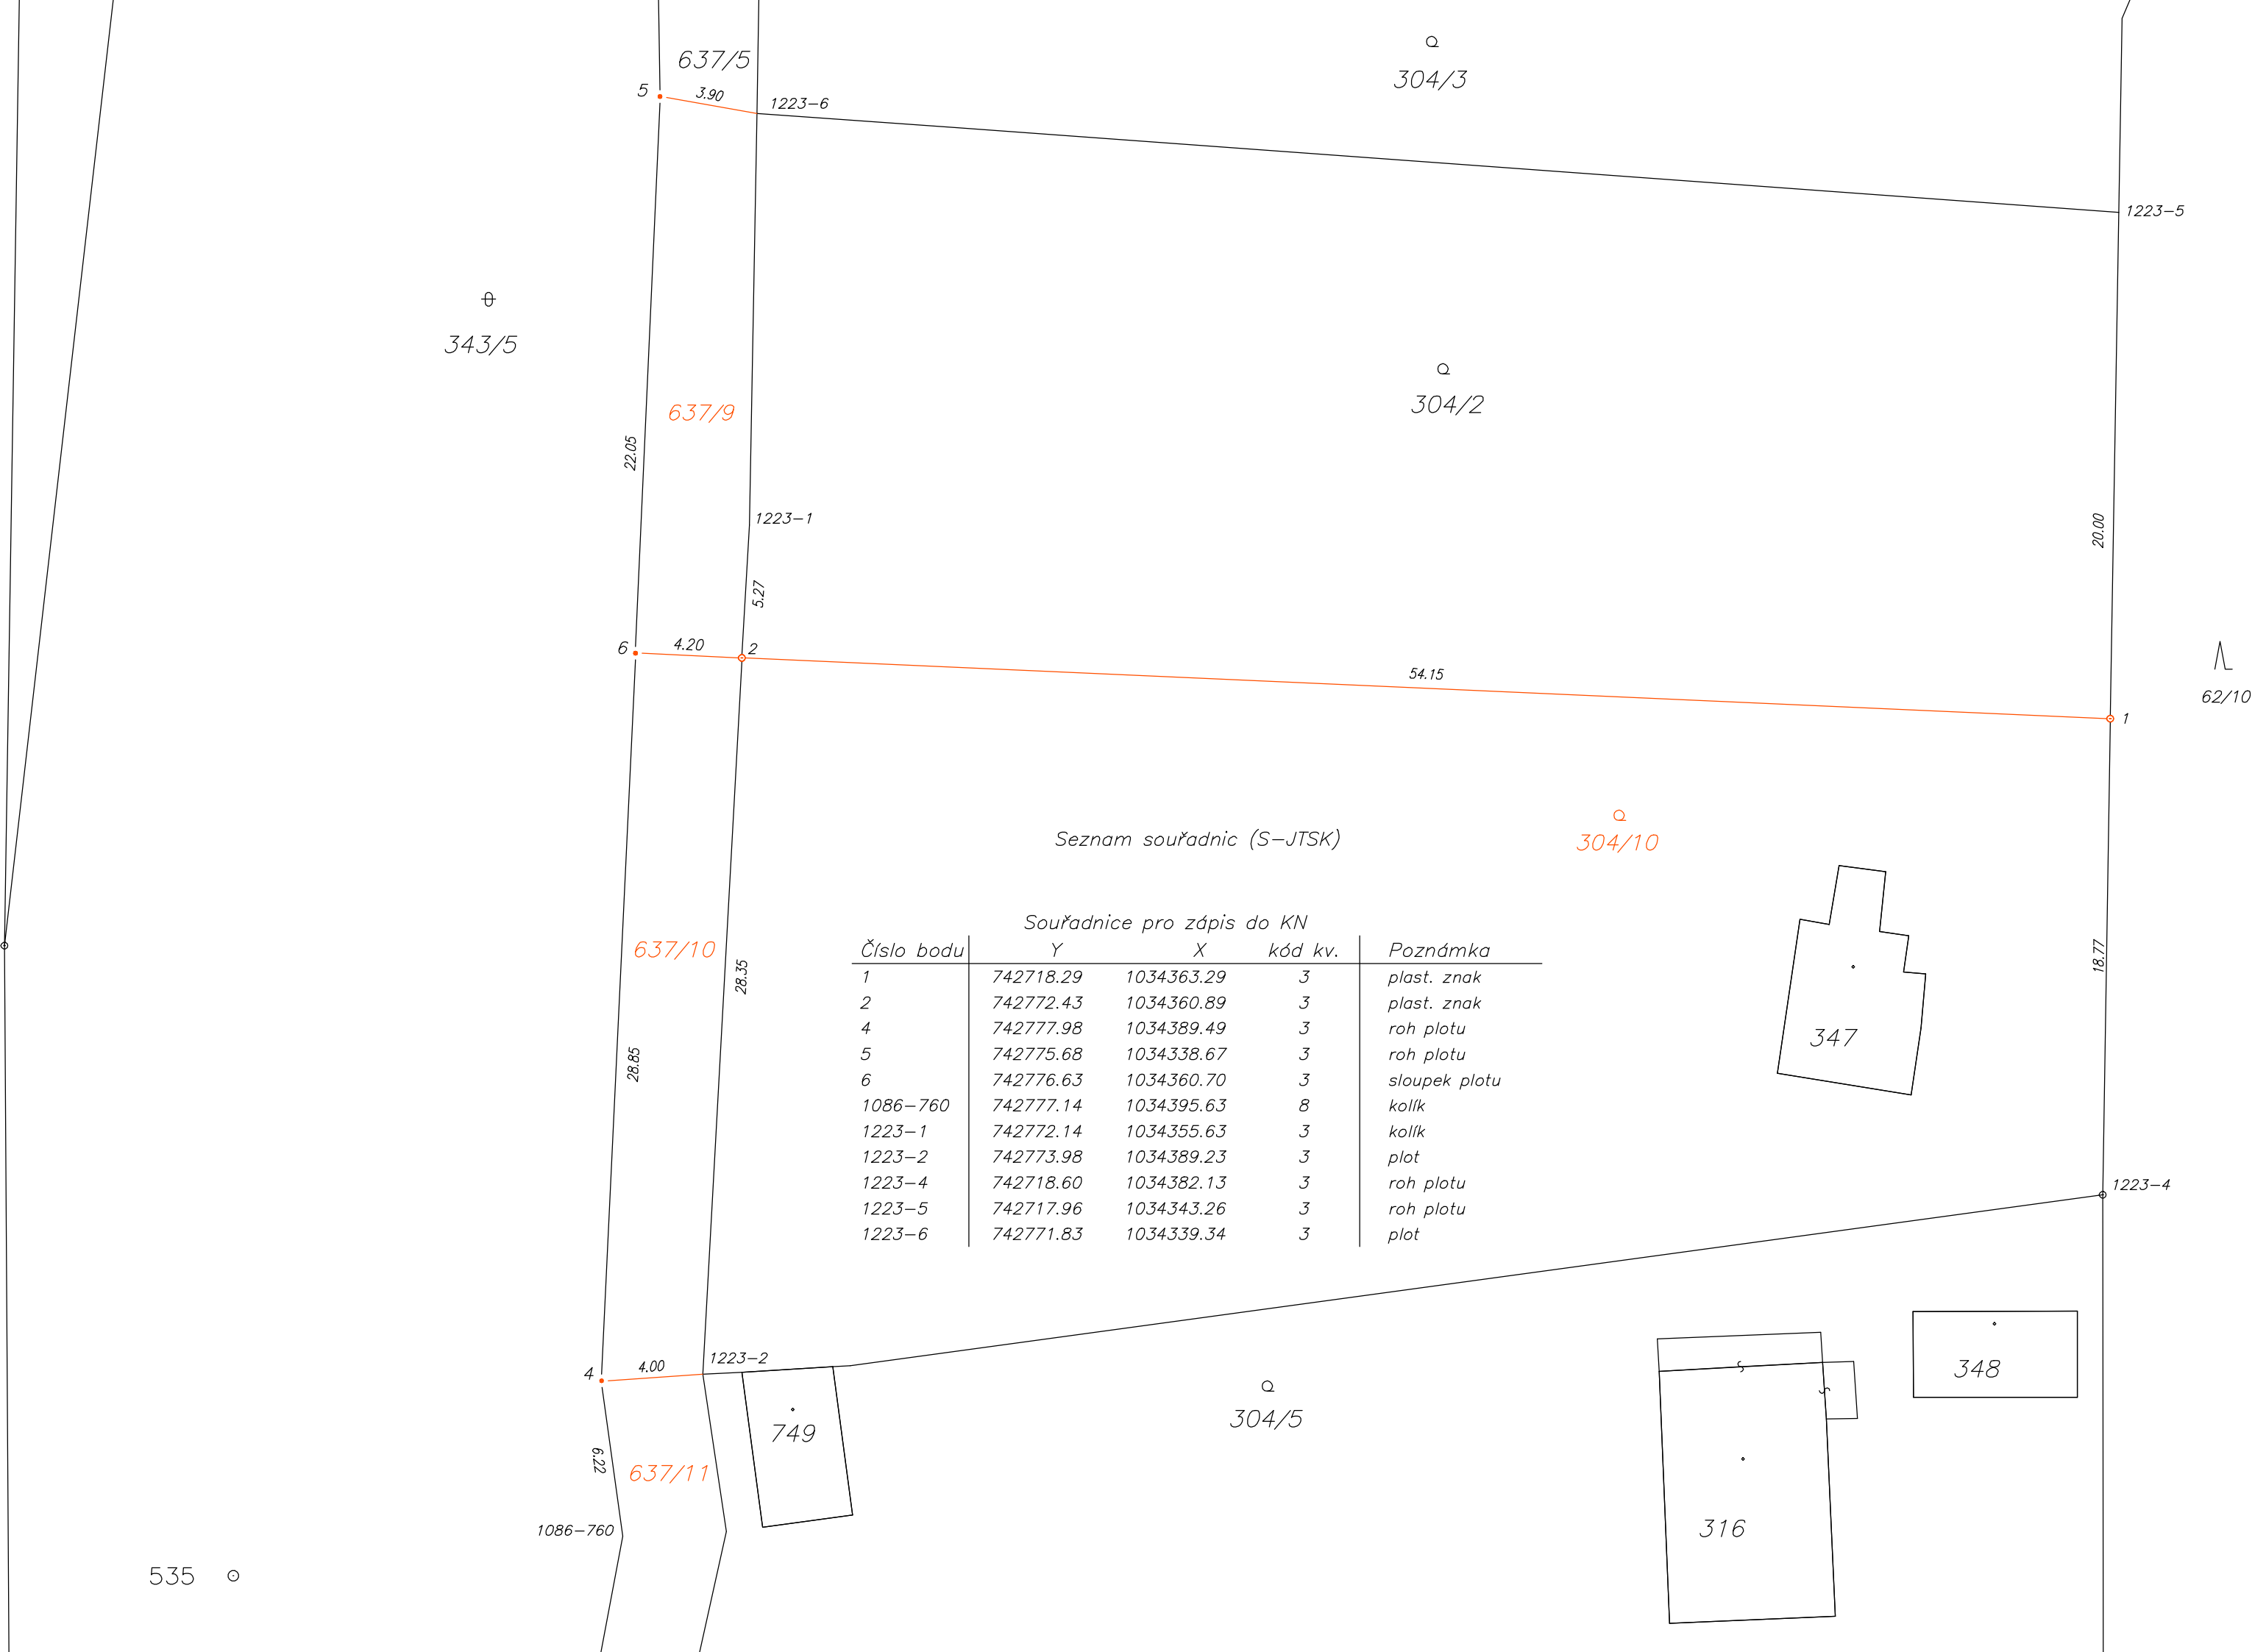 637/5
304/3
5
3.90
1223-6
1223-5
343/5
637/9
304/2
22.05
1223-1
20.00
5.27
6
4.20
2
54.15
62/10
1
Seznam souřadnic (S-JTSK)
304/10
Souřadnice pro zápis do KN
Číslo bodu Y X kód kv. Poznámka
1 742718.29 1034363.29 3 plast. znak
2 742772.43 1034360.89 3 plast. znak
4 742777.98 1034389.49 3 roh plotu
5 742775.68 1034338.67 3 roh plotu
6 742776.63 1034360.70 3 sloupek plotu
1086-760 742777.14 1034395.63 8 kolík
1223-1 742772.14 1034355.63 3 kolík
1223-2 742773.98 1034389.23 3 plot
1223-4 742718.60 1034382.13 3 roh plotu
1223-5 742717.96 1034343.26 3 roh plotu
1223-6 742771.83 1034339.34 3 plot
637/10
28.35
18.77
347
28.85
1223-4
4
4.00
1223-2
749
304/5
348
6.22
637/11
1086-760
316
535